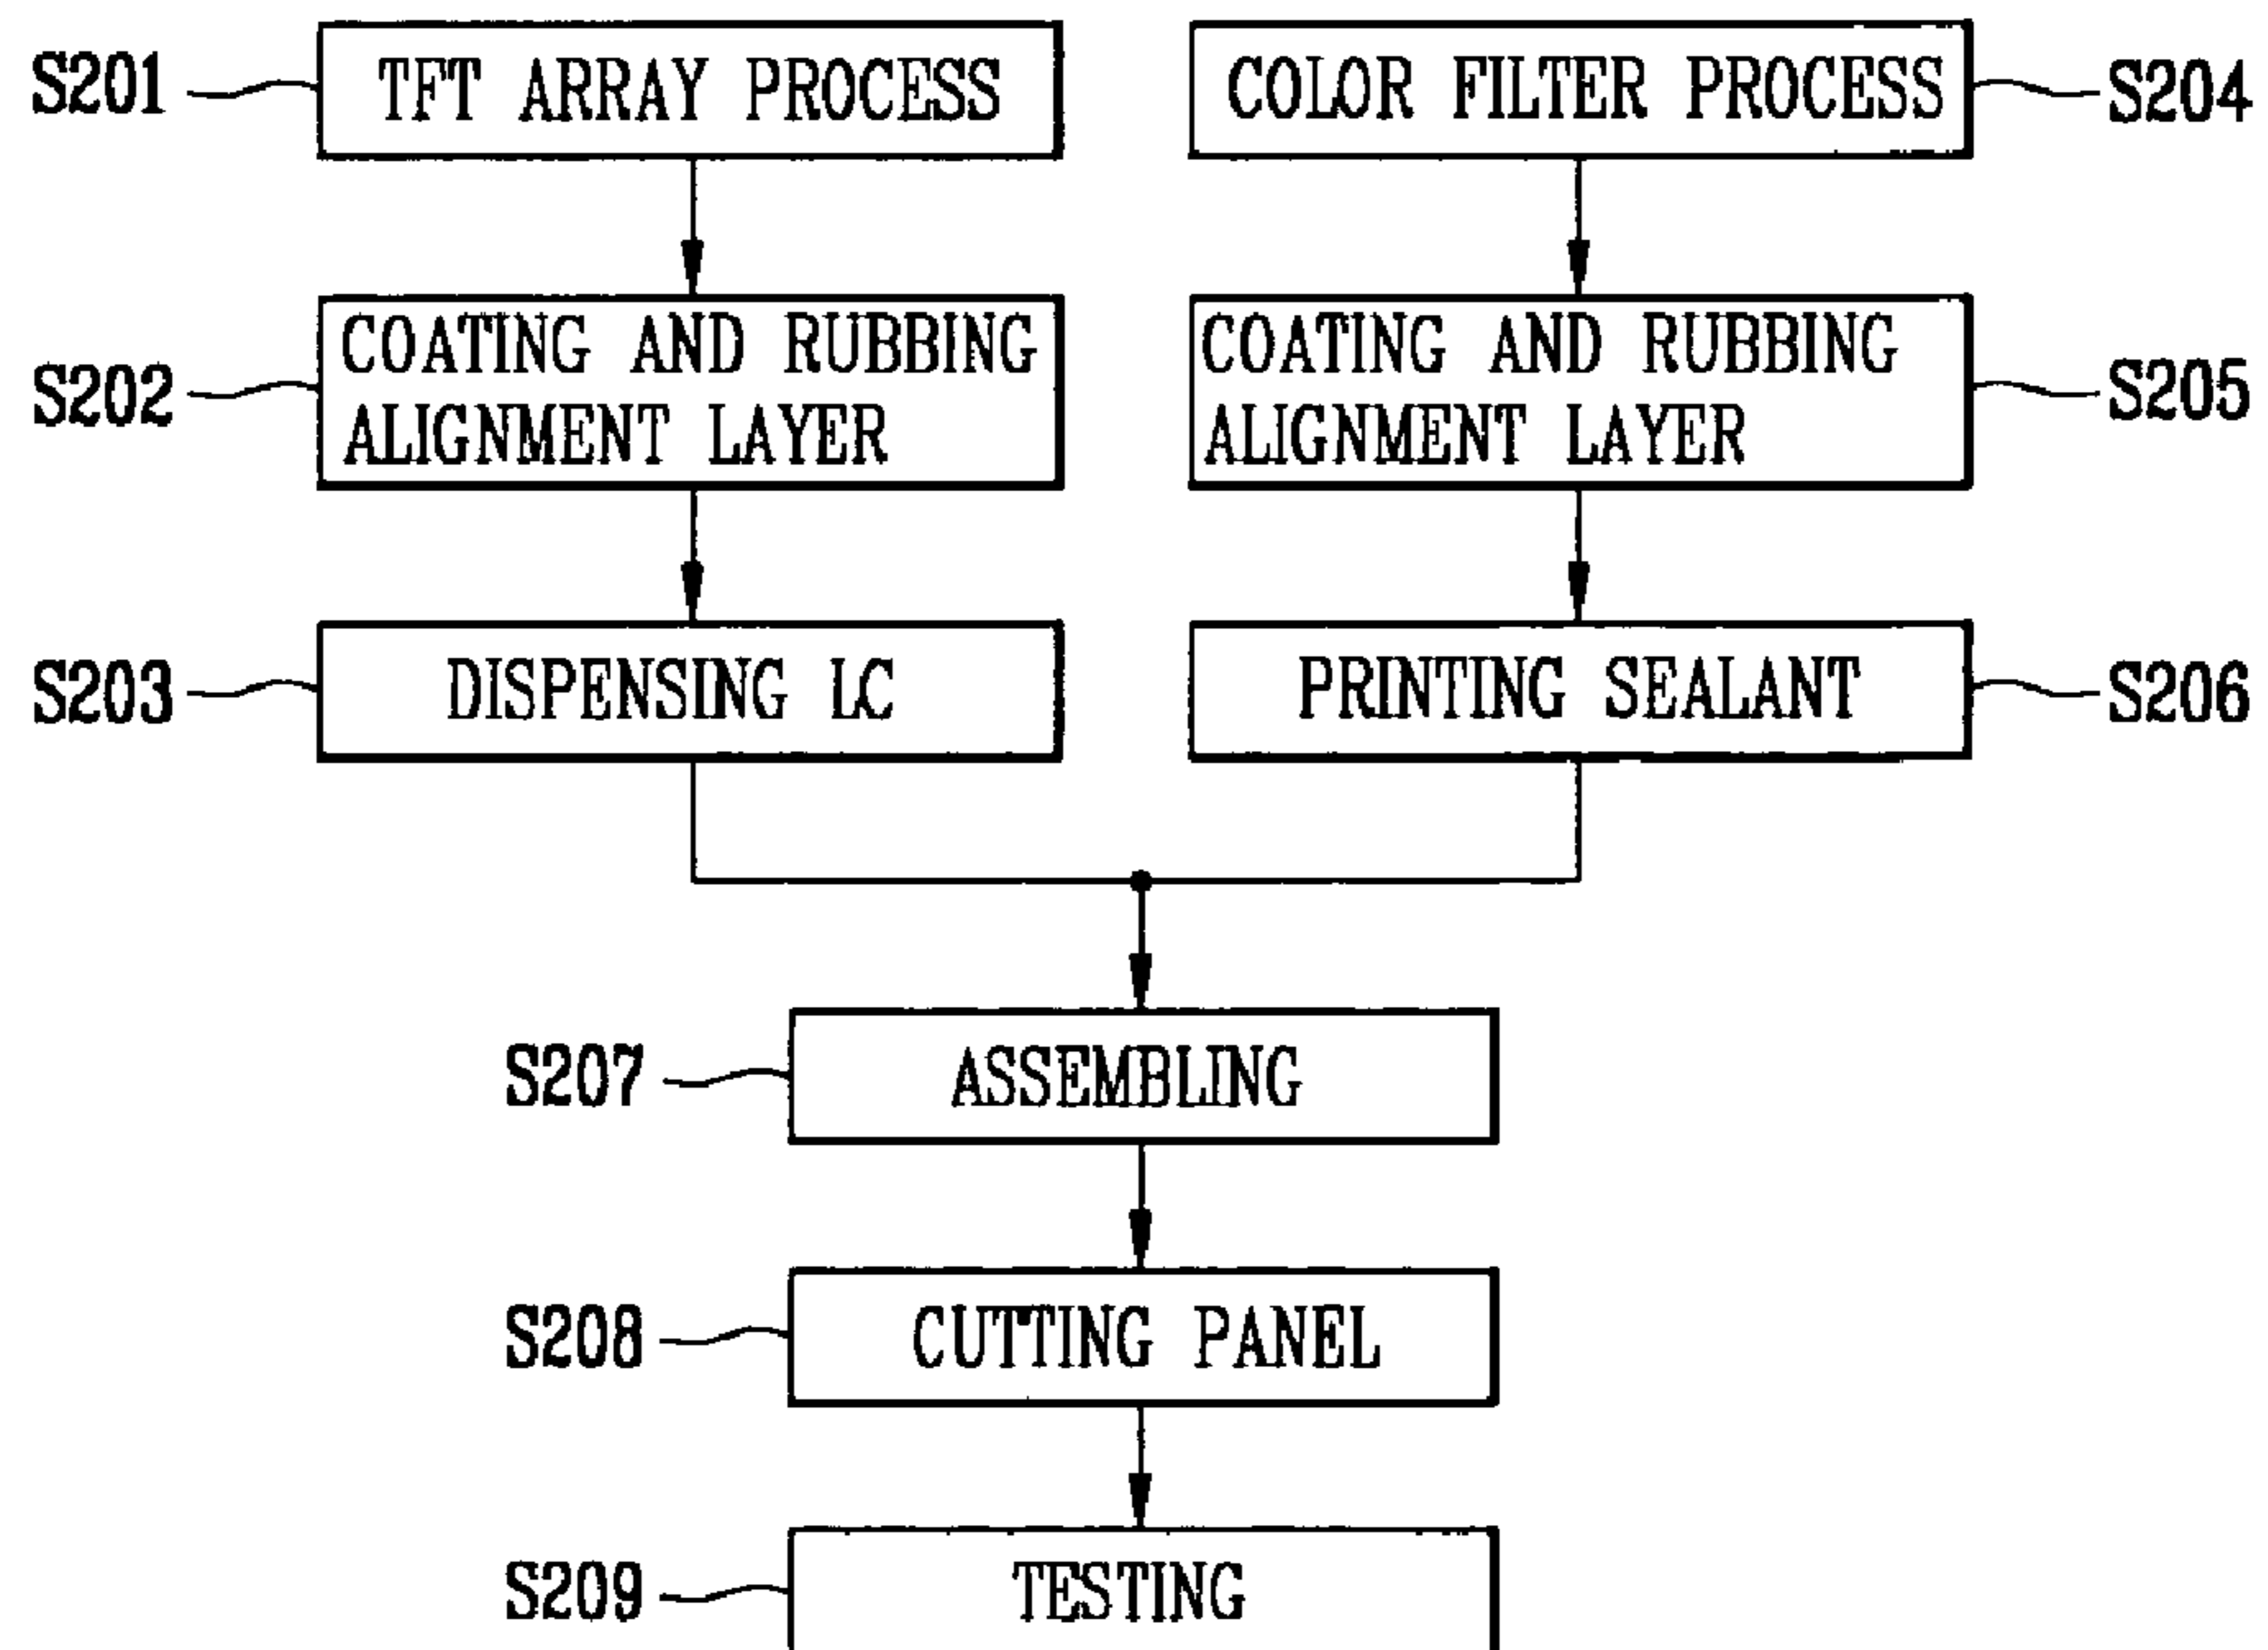 S201
TFT ARRAY PROCESS
COLOR FILTER PROCESS
S204
S202
COATING AND RUBBING
ALIGNMENT LAYER
COATING AND RUBBING
ALIGNMENT LAYER
S205
S203
DISPENSING LC
PRINTING SEALANT
S206
S207
ASSEMBLING
S208
CUTTING PANEL
S209
TESTING